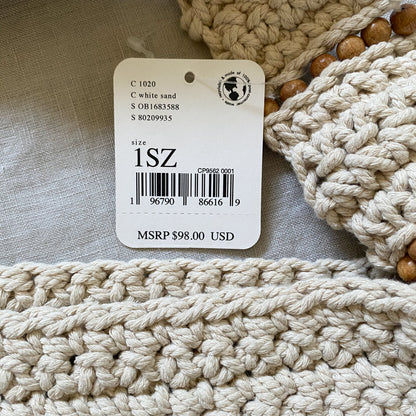 C 1020
C white sand
S OB1683588
S 80209935
size
1SZ
CP9562 0001
1 96790 86616 9
MSRP $98.00 USD